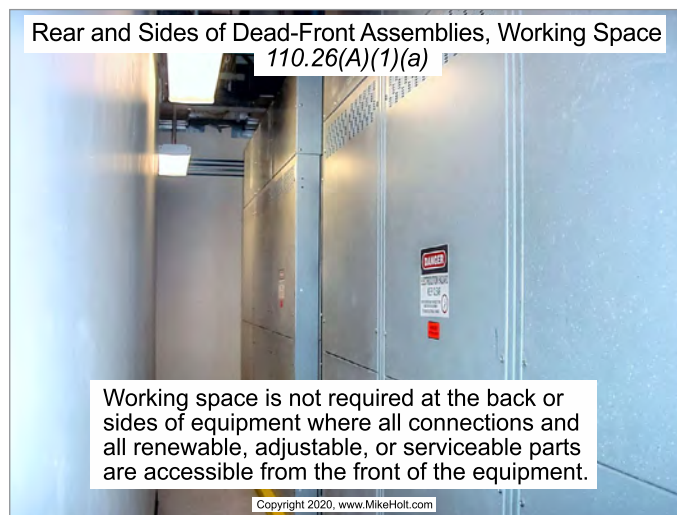 Rear and Sides of Dead-Front Assemblies, Working Space
110.26(A)(1)(a)
DANGER
Working space is not required at the back or
sides of equipment where all connections and
all renewable, adjustable, or serviceable parts
are accessible from the front of the equipment.
Copyright 2020, www.MikeHolt.com